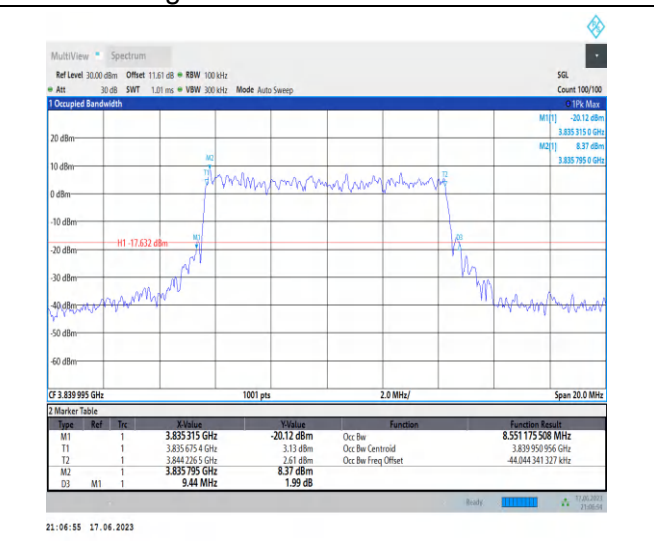 MultiView Spectrum
Ref Level 30.00 dBm Offset 11.61 dB RBW 100 kHz SGL
Att 30 dB SWT 1.01 ms VBW 300 kHz Mode Auto Sweep Count 100/100
1 Occupied Bandwidth 1Pk Max
M1[1] -20.12 dBm
3.835 315 0 GHz
M2[1] 8.37 dBm
3.835 795 0 GHz
20 dBm
M2
10 dBm
T1 T2
0 dBm
-10 dBm
M1 D3
H1 -17.632 dBm
-20 dBm
-30 dBm
-40 dBm
-50 dBm
-60 dBm
CF 3.839 995 GHz 1001 pts 2.0 MHz/ Span 20.0 MHz
2 Marker Table
Type Ref Trc X-Value Y-Value Function Function Result
M1 1 3.835315 GHz -20.12 dBm Occ Bw 8.551 175 508 MHz
T1 1 3.835 675 4 GHz 3.13 dBm Occ Bw Centroid 3.839 950 956 GHz
T2 1 3.844 226 5 GHz 2.61 dBm Occ Bw Freq Offset -44.044 341 327 kHz
M2 1 3.835795 GHz 8.37 dBm
D3 M1 1 9.44 MHz 1.99 dB
Ready 17.06.2023
21:06:54
21:06:55 17.06.2023